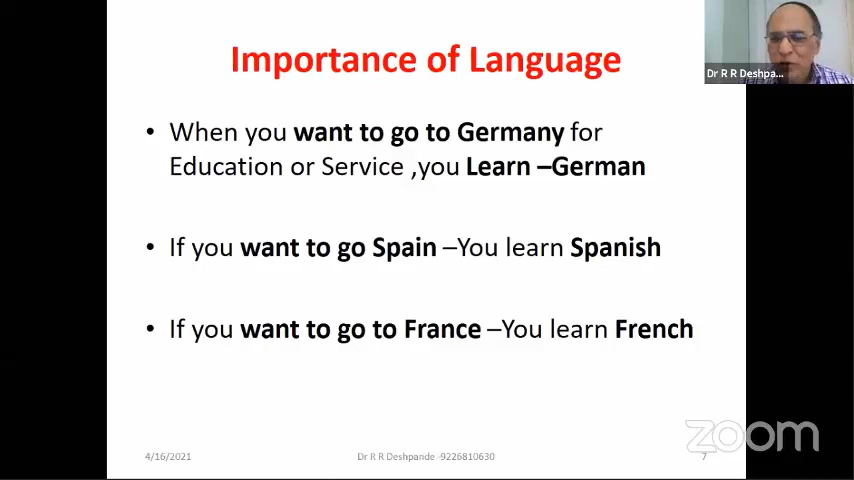 Importance of Language
Dr R R Deshpa...
• When you want to go to Germany for
Education or Service ,you Learn –German
• If you want to go Spain –You learn Spanish
• If you want to go to France –You learn French
zoom
4/16/2021 Dr R R Deshpande -9226810630 7